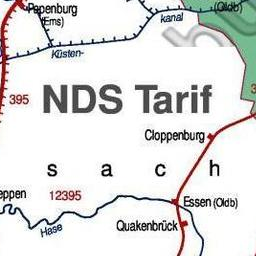 Papenburg
(Ems)
(Oldb)
kanal
Küsten-
395
NDS Tarif
Cloppenburg
s a c h
eppen
12395
Essen (Oldb)
Quakenbrück
Hase